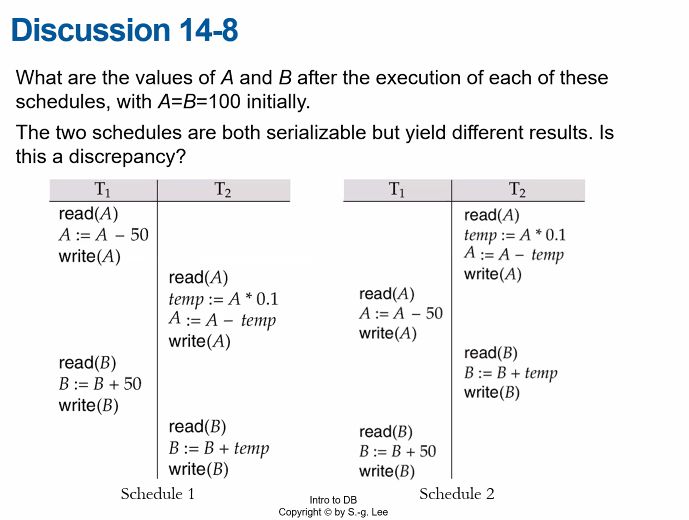 Discussion 14-8
What are the values of A and B after the execution of each of these
schedules, with A=B=100 initially.
The two schedules are both serializable but yield different results. Is
this a discrepancy?
T1 T2
read(A)
A := A – 50
write(A)
read(A)
temp := A * 0.1
A := A – temp
write(A)
read(B)
B := B + 50
write(B)
read(B)
B := B + temp
write(B)
Schedule 1
T1 T2
read(A)
temp := A * 0.1
A := A – temp
write(A)
read(A)
A := A – 50
write(A)
read(B)
B := B + temp
write(B)
read(B)
B := B + 50
write(B)
Schedule 2
Intro to DB
Copyright © by S.-g. Lee